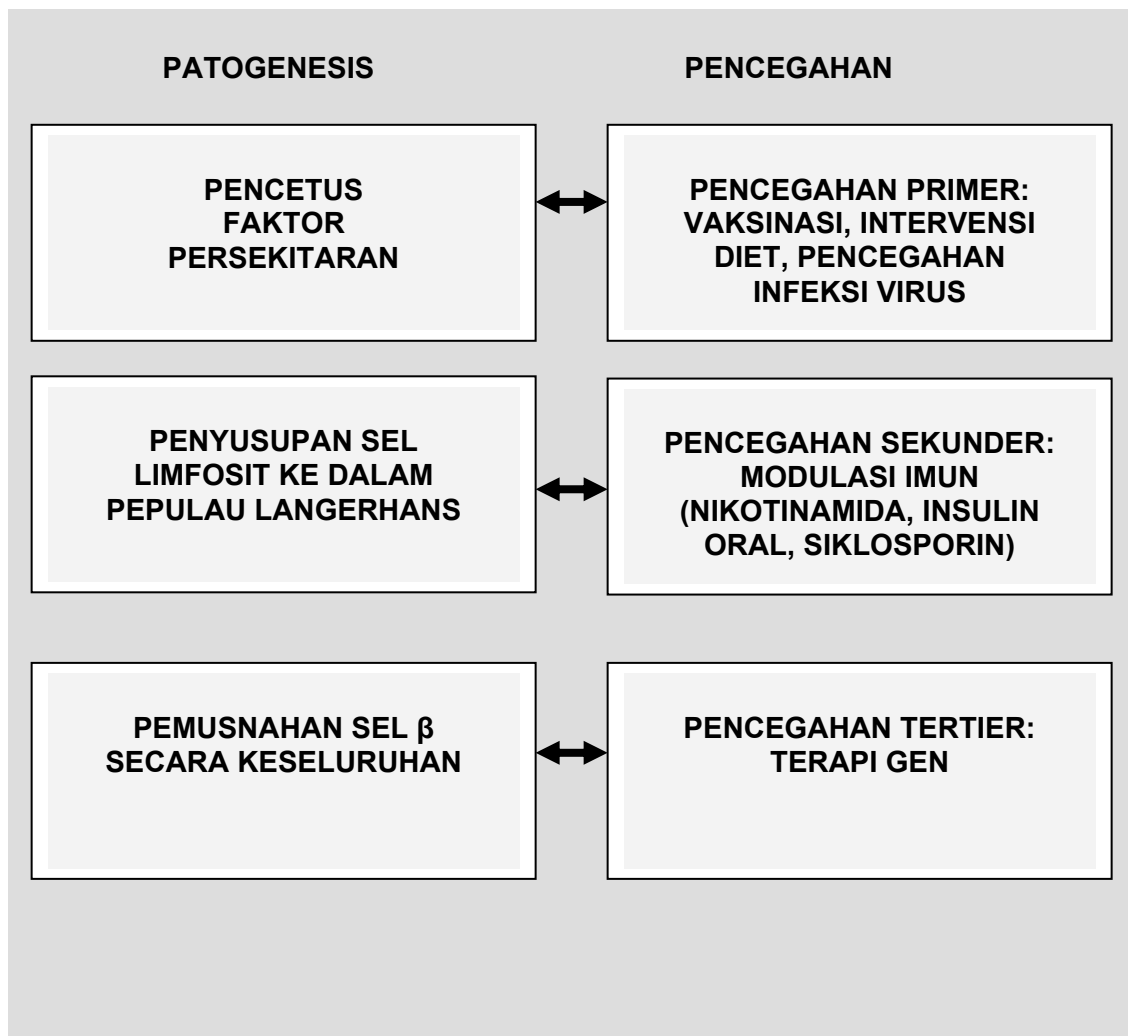 PATOGENESIS
PENCEGAHAN
PENCETUS
FAKTOR
PERSEKITARAN
PENCEGAHAN PRIMER:
VAKSINASI, INTERVENSI
DIET, PENCEGAHAN
INFEKSI VIRUS
PENYUSUPAN SEL
LIMFOSIT KE DALAM
PEPULAU LANGERHANS
PENCEGAHAN SEKUNDER:
MODULASI IMUN
(NIKOTINAMIDA, INSULIN
ORAL, SIKLOSPORIN)
PEMUSNAHAN SEL β
SECARA KESELURUHAN
PENCEGAHAN TERTIER:
TERAPI GEN